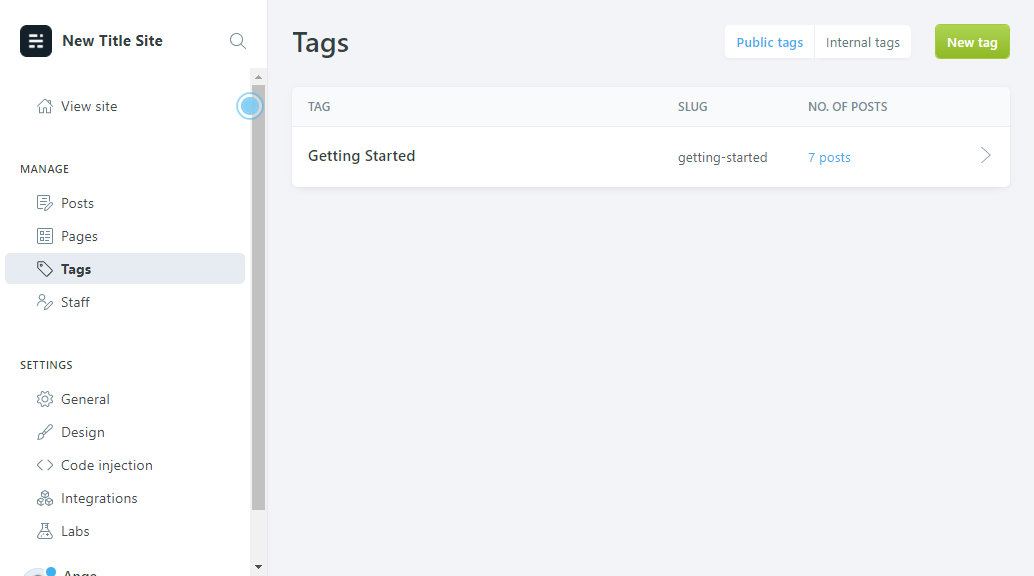 New Title Site
View site
MANAGE
Posts
Pages
Tags
Staff
SETTINGS
General
Design
Code injection
Integrations
Labs
Tags
Public tags
Internal tags
New tag
TAG
SLUG
NO. OF POSTS
Getting Started
getting-started
7 posts